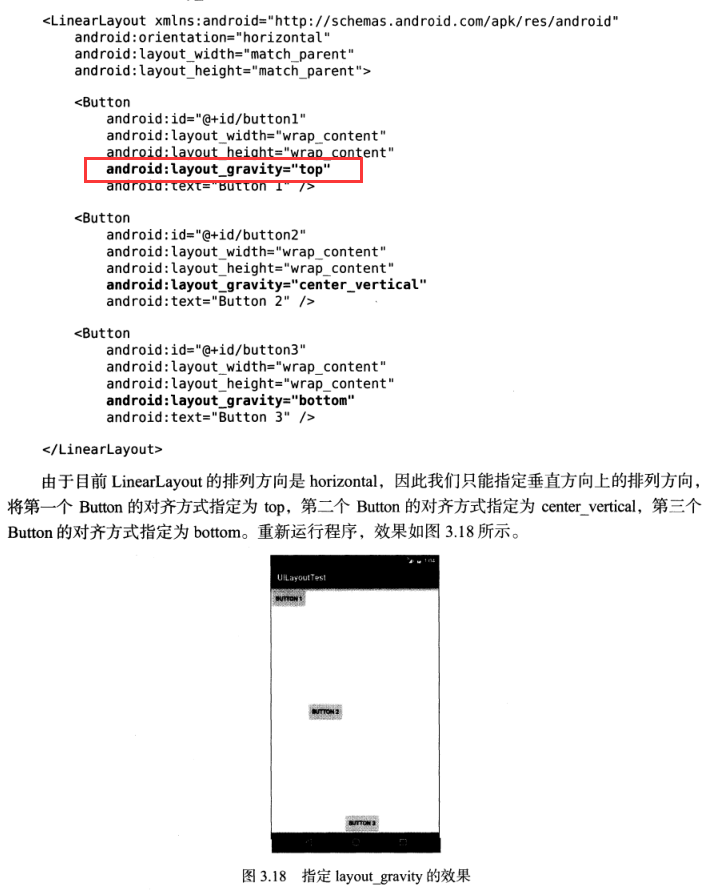 <LinearLayout xmlns:android="http://schemas.android.com/apk/res/android"
android:orientation="horizontal"
android:layout_width="match_parent"
android:layout_height="match_parent">
<Button
android:id="@+id/button1"
android:layout_width="wrap_content"
android:layout_height="wrap_content"
android:layout_gravity="top"
android:text="Button 1" />
<Button
android:id="@+id/button2"
android:layout_width="wrap_content"
android:layout_height="wrap_content"
android:layout_gravity="center_vertical"
android:text="Button 2" />
<Button
android:id="@+id/button3"
android:layout_width="wrap_content"
android:layout_height="wrap_content"
android:layout_gravity="bottom"
android:text="Button 3" />
</LinearLayout>
由于目前 LinearLayout 的排列方向是 horizontal，因此我们只能指定垂直方向上的排列方向，
将第一个 Button 的对齐方式指定为 top，第二个 Button 的对齐方式指定为 center_vertical，第三个
Button 的对齐方式指定为 bottom。重新运行程序，效果如图 3.18 所示。
UILayoutTest
BUTTON 1
BUTTON 2
BUTTON 3
图 3.18 指定 layout_gravity 的效果